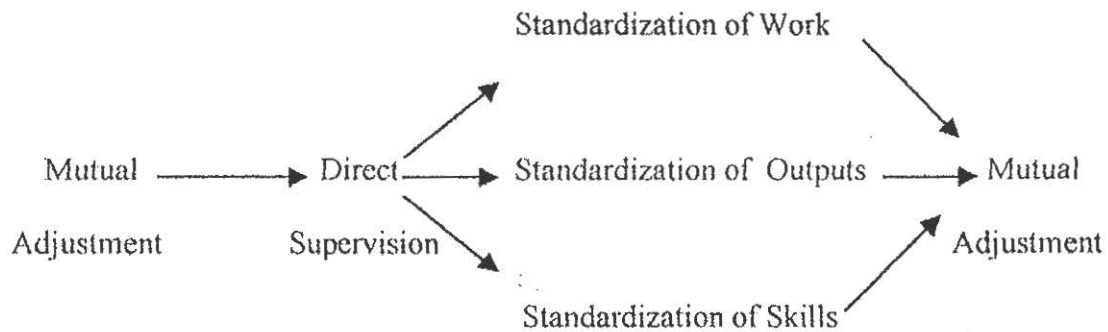 Standardization of Work
Mutual Direct Standardization of Outputs Mutual
Adjustment Supervision Adjustment
Standardization of Skills